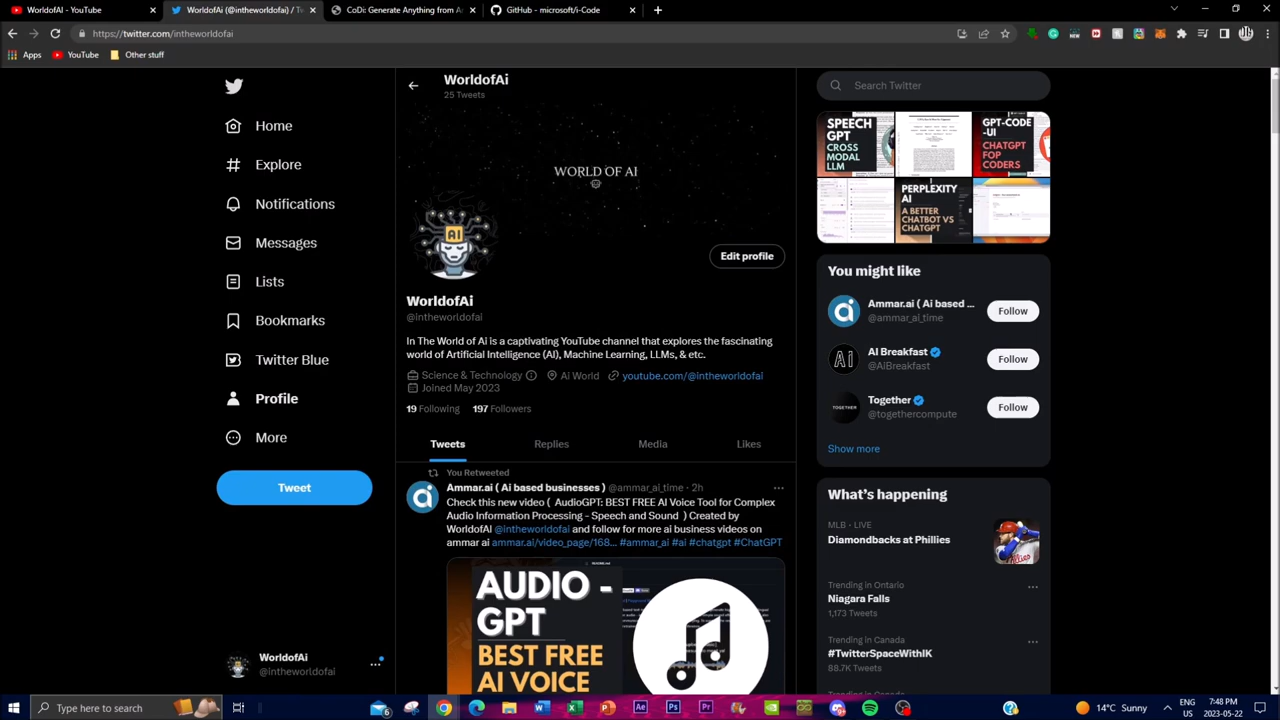 WorldofAI - YouTube
WorldofAi (@intheworldofai) / Tw
CoDi: Generate Anything from A
GitHub - microsoft/i-Code
https://twitter.com/intheworldofai
Apps
YouTube
Other stuff
WorldofAi
25 Tweets
Search Twitter
Home
Explore
Notifications
Messages
Lists
Bookmarks
Twitter Blue
Profile
More
Tweet
WorldofAi
@intheworldofai
WORLD OF AI
AI
Edit profile
WorldofAi
@intheworldofai
In The World of Ai is a captivating YouTube channel that explores the fascinating
world of Artificial Intelligence (AI), Machine Learning, LLMs, & etc.
Science & Technology
Ai World
youtube.com/@intheworldofai
Joined May 2023
19 Following
197 Followers
Tweets
Replies
Media
Likes
You Retweeted
Ammar.ai ( Ai based businesses ) @ammar_ai_time · 2h
Check this new video ( AudioGPT: BEST FREE AI Voice Tool for Complex
Audio Information Processing - Speech and Sound ) Created by
WorldofAI @intheworldofai and follow for more ai business videos on
ammar ai ammar.ai/video_page/168... #ammar_ai #ai #chatgpt #ChatGPT
AUDIO -
GPT
BEST FREE
AI VOICE
SPEECH
GPT
CROSS
MODAL
LLM
GPT-CODE
-UI
CHATGPT
FOP
CODERS
PERPLEXITY
AI
A BETTER
CHATBOT VS
CHATGPT
You might like
Ammar.ai ( Ai based ...
@ammar_ai_time
Follow
AI Breakfast
@AiBreakfast
Follow
Together
@togethercompute
Follow
TOGETHER
Show more
What's happening
MLB · LIVE
Diamondbacks at Phillies
Trending in Ontario
Niagara Falls
1,173 Tweets
Trending in Canada
#TwitterSpaceWithIK
88.7K Tweets
Type here to search
14°C Sunny
ENG
US
7:48 PM
2023-05-22